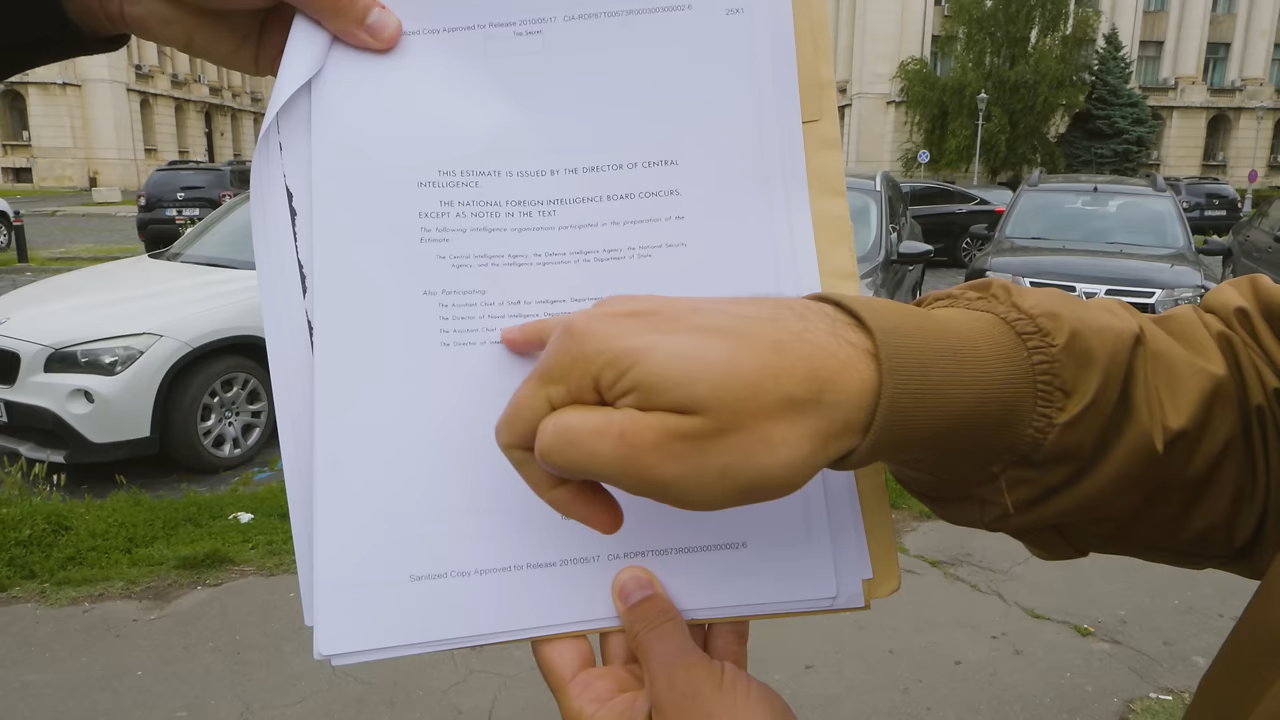 Sanitized Copy Approved for Release 2010/05/17 CIA-RDP87T00573R000300300002-6
25X1
Top Secret
THIS ESTIMATE IS ISSUED BY THE DIRECTOR OF CENTRAL
INTELLIGENCE.
THE NATIONAL FOREIGN INTELLIGENCE BOARD CONCURS,
EXCEPT AS NOTED IN THE TEXT.
The following intelligence organizations participated in the preparation of the
Estimate:
The Central Intelligence Agency, the Defense Intelligence Agency, the National Security
Agency, and the intelligence organization of the Department of State.
Also Participating:
The Assistant Chief of Staff for Intelligence, Department
The Director of Naval Intelligence, Department
The Assistant Chief
The Director of
Sanitized Copy Approved for Release 2010/05/17 CIA-RDP87T00573R000300300002-6